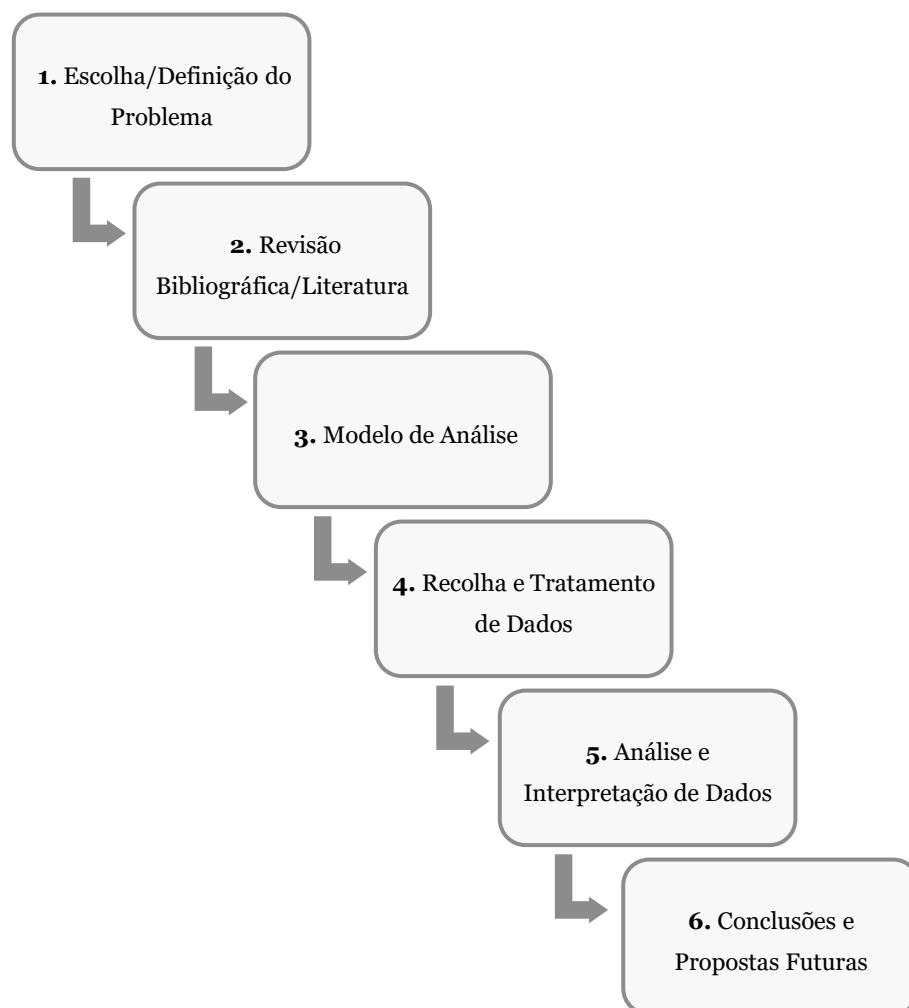 1. Escolha/Definição do
Problema
2. Revisão
Bibliográfica/Literatura
3. Modelo de Análise
4. Recolha e Tratamento
de Dados
5. Análise e
Interpretação de Dados
6. Conclusões e
Propostas Futuras